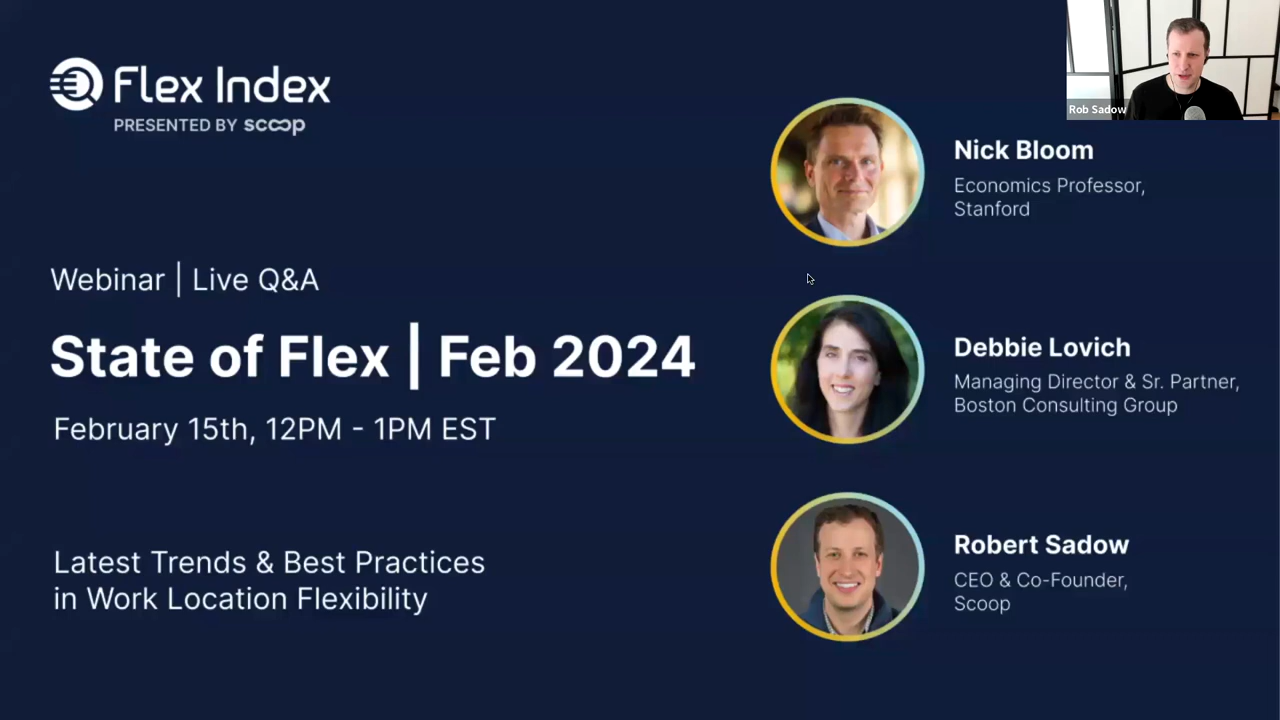 Flex Index
PRESENTED BY scoop
Webinar | Live Q&A
State of Flex | Feb 2024
February 15th, 12PM - 1PM EST
Latest Trends & Best Practices
in Work Location Flexibility
Rob Sadow
Nick Bloom
Economics Professor,
Stanford
Debbie Lovich
Managing Director & Sr. Partner,
Boston Consulting Group
Robert Sadow
CEO & Co-Founder,
Scoop